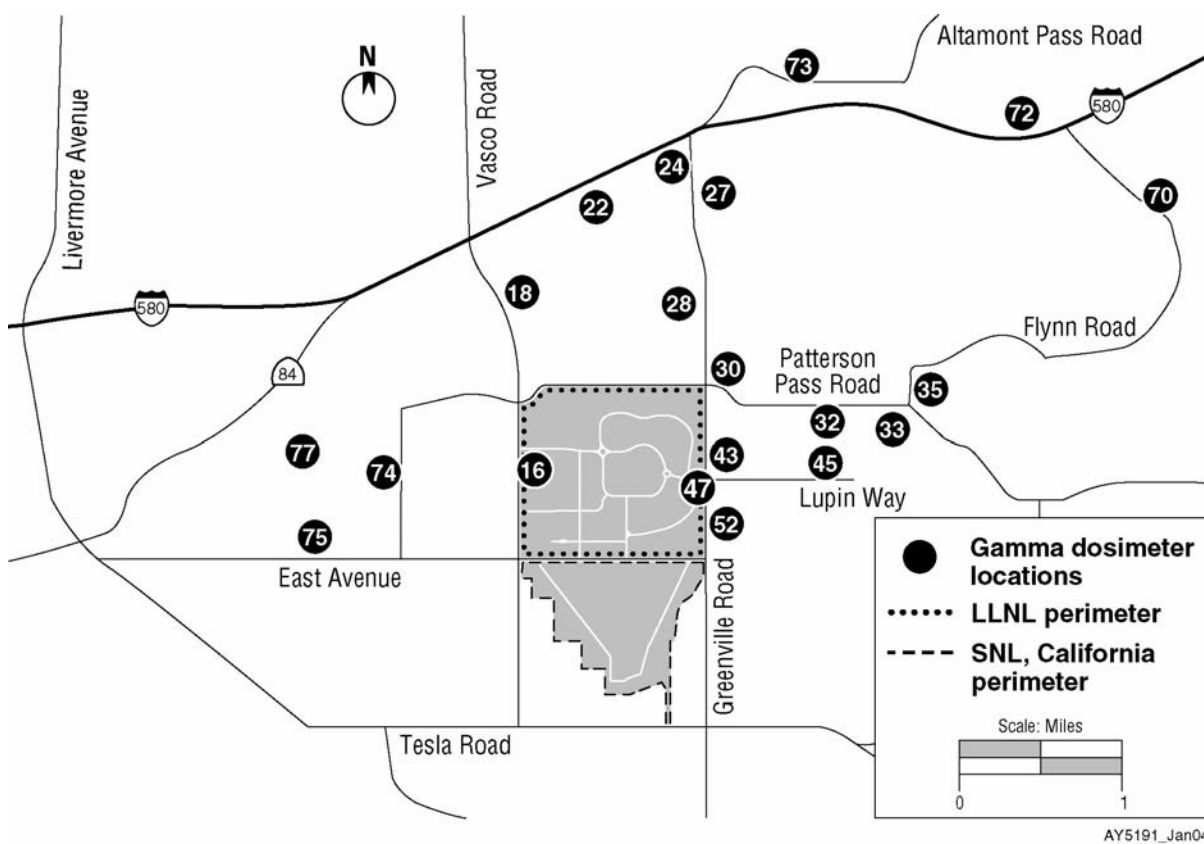 Altamont Pass Road
N
73
580
72
Livermore Avenue
Vasco Road
24
27
22
70
580
18
28
Flynn Road
84
30
Patterson
Pass Road
35
32
33
77
74
16
43
45
47
Lupin Way
52
75
East Avenue
Greenville Road
Tesla Road
Gamma dosimeter
locations
LLNL perimeter
SNL, California
perimeter
Scale: Miles
0
1
AY5191_Jan04